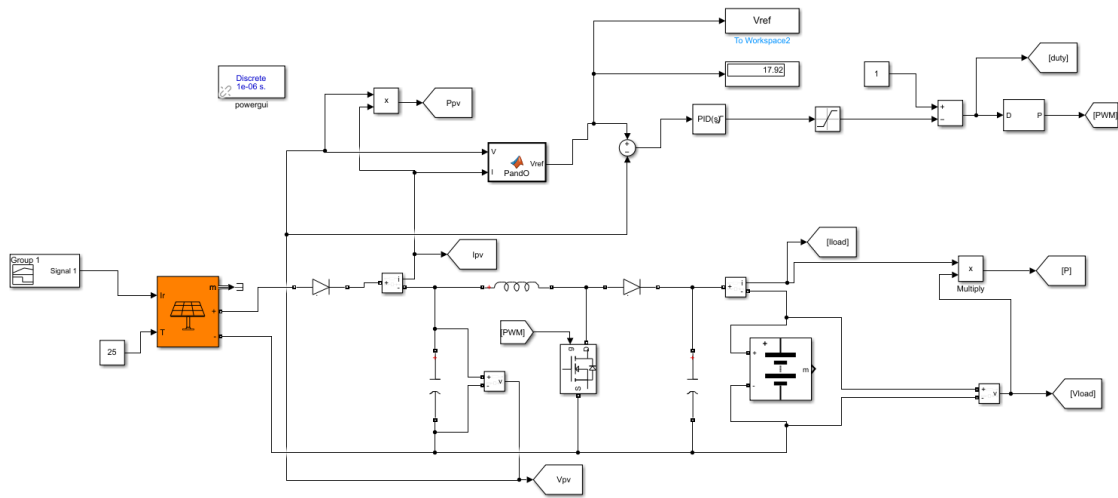 Vref
To Workspace2
17.92
Discrete
1e-06 s.
powergui
x
Ppv
V
I
PandO
Vref
+
−
PID(s)
1
+
−
[duty]
D
P
[PWM]
Group 1
Signal 1
Ir
T
m
+
-
25
+
i
-
Ipv
[PWM]
g
D
S
+
-
v
Vpv
+
i
-
[Iload]
x
Multiply
[P]
+
+
-
m
+
-
v
[Vload]